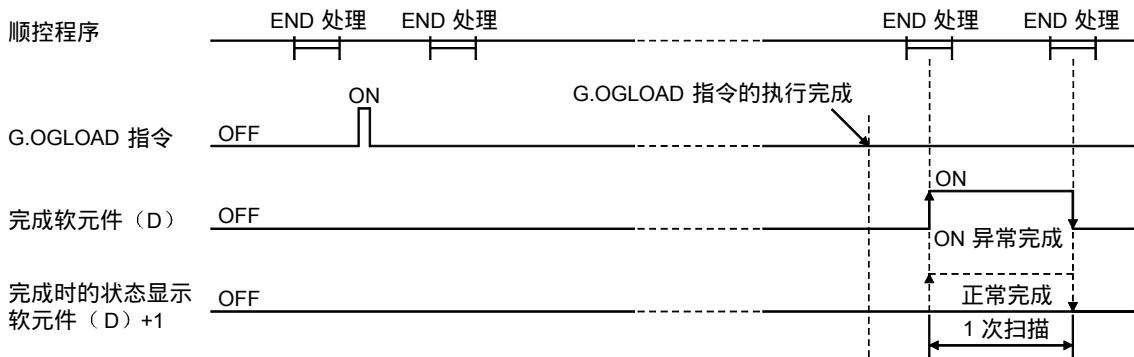 顺控程序
END 处理
END 处理
END 处理
END 处理
G.OGLOAD 指令的执行完成
ON
G.OGLOAD 指令
OFF
ON
完成软元件（D）
OFF
ON 异常完成
完成时的状态显示
软元件（D）+1
OFF
正常完成
1 次扫描